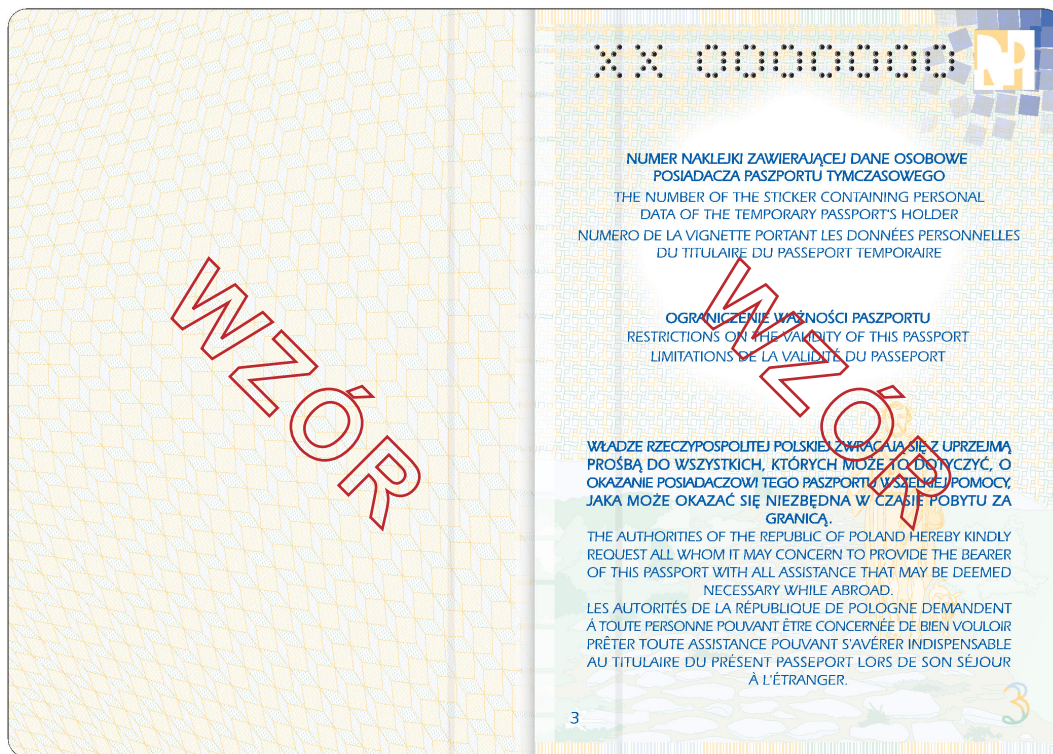 XX 0000000
NUMER NAKLEJKI ZAWIERAJĄCEJ DANE OSOBOWE
POSIADACZA PASZPORTU TYMCZASOWEGO
THE NUMBER OF THE STICKER CONTAINING PERSONAL
DATA OF THE TEMPORARY PASSPORT'S HOLDER
NUMERO DE LA VIGNETTE PORTANT LES DONNÉES PERSONNELLES
DU TITULAIRE DU PASSEPORT TEMPORAIRE
WZÓR
WZÓR
OGRANICZENIE WAŻNOŚCI PASZPORTU
RESTRICTIONS ON THE VALIDITY OF THIS PASSPORT
LIMITATIONS DE LA VALIDITÉ DU PASSEPORT
WŁADZE RZECZYPOSPOLITEJ POLSKIEJ ZWRACAJA SIĘ Z UPRZEJMĄ
PROŚBĄ DO WSZYSTKICH, KTÓRYCH MOŻE TO DOTYCZYĆ, O
OKAZANIE POSIADACZOWI TEGO PASZPORTU WSZELKIEJ POMOCY,
JAKA MOŻE OKAZAĆ SIĘ NIEZBĘDNA W CZASIE POBYTU ZA
GRANICĄ.
THE AUTHORITIES OF THE REPUBLIC OF POLAND HEREBY KINDLY
REQUEST ALL WHOM IT MAY CONCERN TO PROVIDE THE BEARER
OF THIS PASSPORT WITH ALL ASSISTANCE THAT MAY BE DEEMED
NECESSARY WHILE ABROAD.
LES AUTORITÉS DE LA RÉPUBLIQUE DE POLOGNE DEMANDENT
À TOUTE PERSONNE POUVANT ÊTRE CONCERNÉE DE BIEN VOULOIR
PRÊTER TOUTE ASSISTANCE POUVANT S'AVÉRER INDISPENSABLE
AU TITULAIRE DU PRÉSENT PASSEPORT LORS DE SON SÉJOUR
À L'ÉTRANGER.
3
3